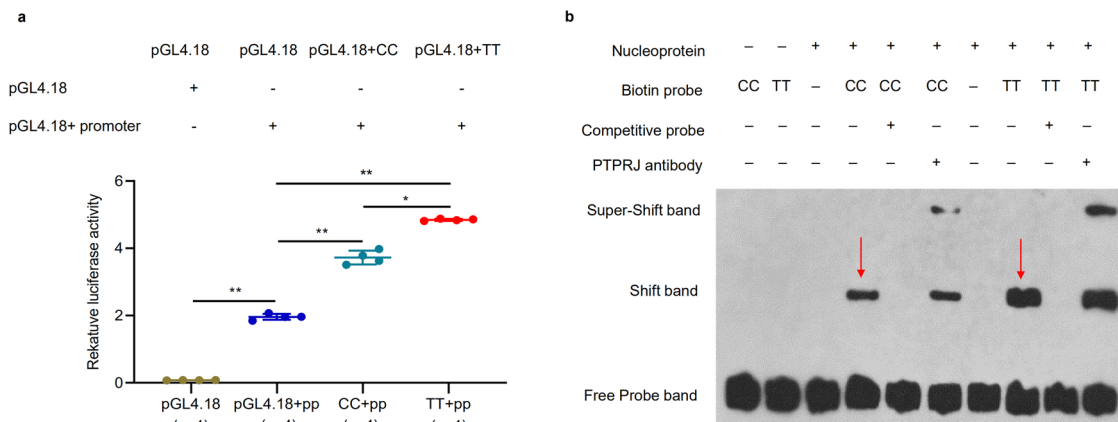 a
pGL4.18 pGL4.18 pGL4.18+CC pGL4.18+TT
pGL4.18 + - - -
pGL4.18+ promoter - + + +
Rekatuve luciferase activity
6
4
2
0
**
**
**
*
pGL4.18 pGL4.18+pp CC+pp TT+pp
b
Nucleoprotein – – + + + + + + + +
Biotin probe CC TT – CC CC CC – TT TT TT
Competitive probe – – – – + – – – + –
PTPRJ antibody – – – – – + – – – +
Super-Shift band
Shift band
Free Probe band